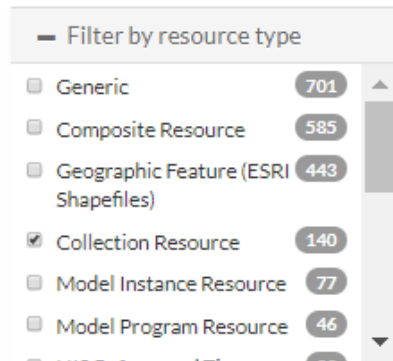 Filter by resource type
Generic 701
Composite Resource 585
Geographic Feature (ESRI 443
Shapefiles)
Collection Resource 140
Model Instance Resource 77
Model Program Resource 46